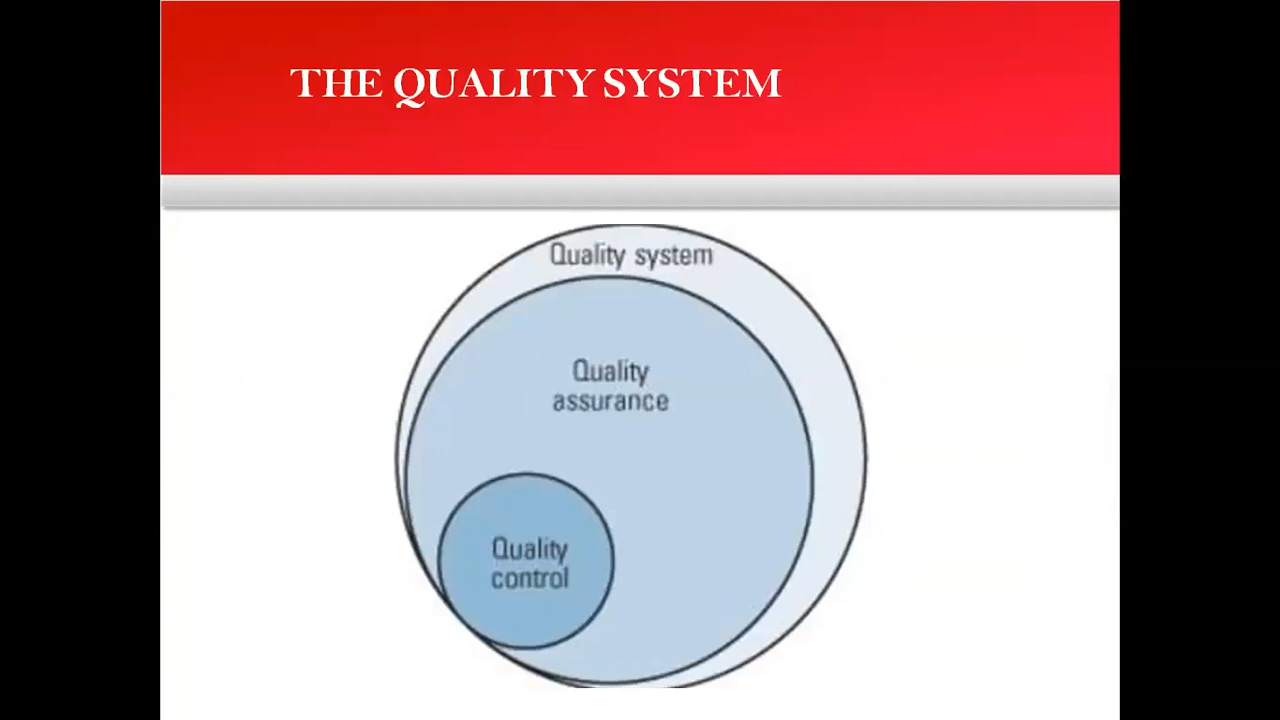 THE QUALITY SYSTEM
Quality system
Quality
assurance
Quality
control